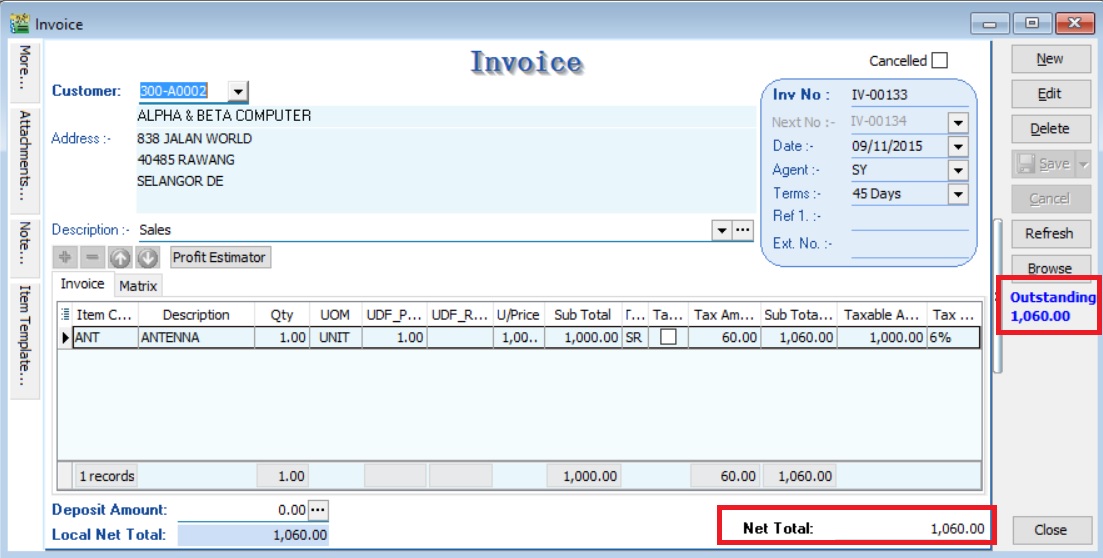 Invoice
More...
Attachments...
Note...
Item Template...
Invoice
Cancelled
Customer: 300-A0002
ALPHA & BETA COMPUTER
Address :- 838 JALAN WORLD
40485 RAWANG
SELANGOR DE
Inv No : IV-00133
Next No :- IV-00134
Date :- 09/11/2015
Agent :- SY
Terms :- 45 Days
Ref 1. :-
Ext. No. :-
Description :- Sales
Profit Estimator
Invoice Matrix
Item C... Description Qty UOM UDF_P... UDF_R... U/Price Sub Total T... Ta... Tax Am... Sub Tota... Taxable A... Tax ...
ANT ANTENNA 1.00 UNIT 1.00 1,00.. 1,000.00 SR 60.00 1,060.00 1,000.00 6%
1 records 1.00 1,000.00 60.00 1,060.00
Deposit Amount: 0.00 ...
Local Net Total: 1,060.00
Net Total: 1,060.00
New
Edit
Delete
Save
Cancel
Refresh
Browse
Outstanding
1,060.00
Close